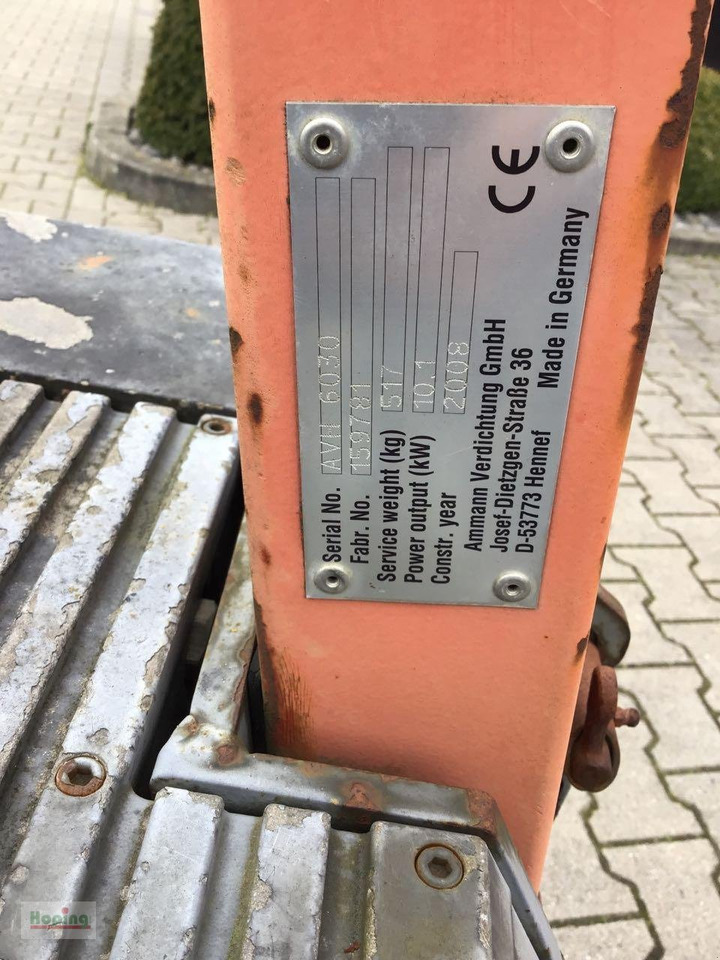 Serial No. AVH 6030
Fabr. No. 159781
Service weight (kg) 517
Power output (kW) 10.1
Constr. year 2008
CE
Ammann Verdichtung GmbH
Josef-Dietzgen-Straße 36
D-53773 Hennef Made in Germany
Hoping